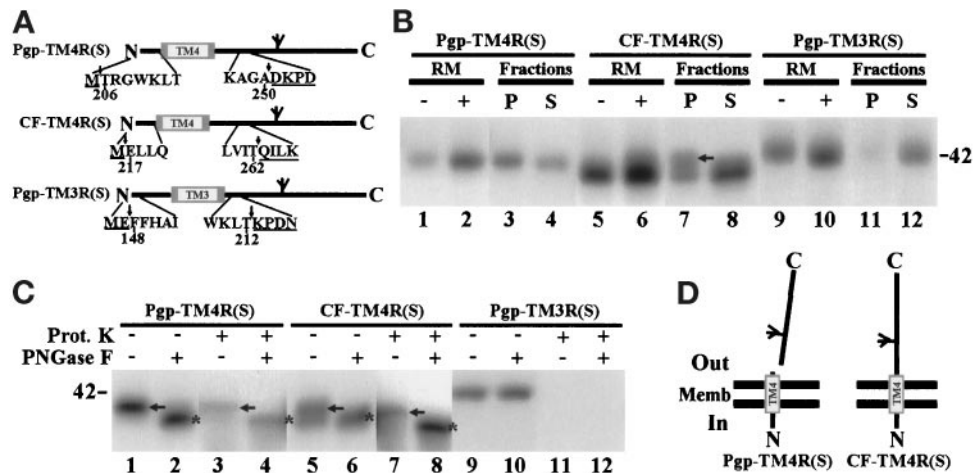 A
Pgp-TM4R(S) N TM4 C
MTRGWKLT KAGADKPD
206 250
CF-TM4R(S) N TM4 C
MELLQ LVITQILK
217 262
Pgp-TM3R(S) N TM3 C
MEFFHAI WKLTKPDN
148 212
B
Pgp-TM4R(S) CF-TM4R(S) Pgp-TM3R(S)
RM Fractions RM Fractions RM Fractions
- + P S - + P S - + P S
-42
1 2 3 4 5 6 7 8 9 10 11 12
C
Pgp-TM4R(S) CF-TM4R(S) Pgp-TM3R(S)
Prot. K - - + + - - + + - - + +
PNGase F - + - + - + - + - + - +
42-
* * * *
1 2 3 4 5 6 7 8 9 10 11 12
D
C C
Out
Memb TM4 TM4
In
N N
Pgp-TM4R(S) CF-TM4R(S)